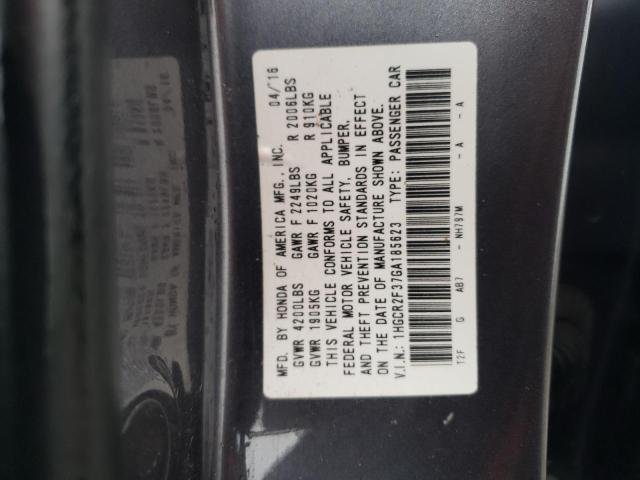 MFD. BY HONDA OF AMERICA MFG., INC. 04/16
GVWR 4200LBS GAWR F 2249LBS R 2006LBS
GVWR 1905KG GAWR F 1020KG R 910KG
THIS VEHICLE CONFORMS TO ALL APPLICABLE
FEDERAL MOTOR VEHICLE SAFETY, BUMPER,
AND THEFT PREVENTION STANDARDS IN EFFECT
ON THE DATE OF MANUFACTURE SHOWN ABOVE.
V.I.N.: 1HGCR2F37GA185623 TYPE: PASSENGER CAR
T2F G AB7 - NH797M - A - A